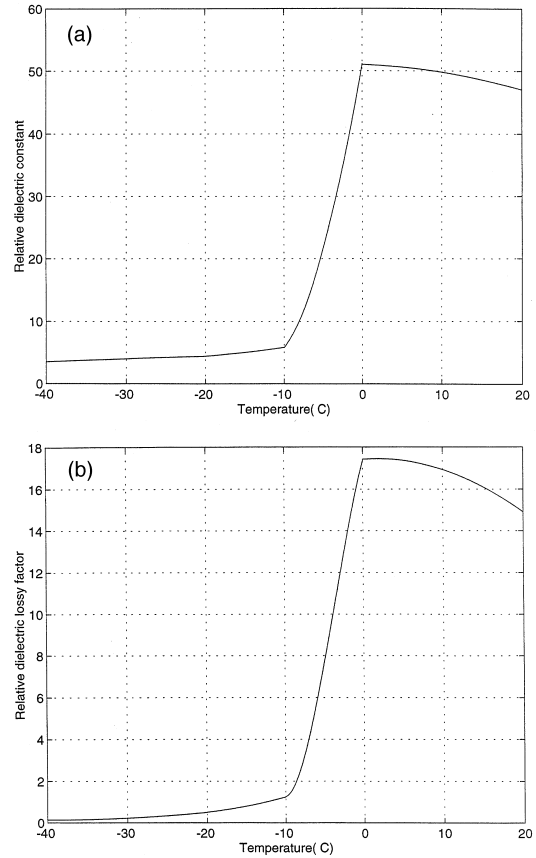 (a)
Relative dielectric constant
60
50
40
30
20
10
0
-40 -30 -20 -10 0 10 20
Temperature( C)
(b)
Relative dielectric lossy factor
18
16
14
12
10
8
6
4
2
0
-40 -30 -20 -10 0 10 20
Temperature( C)